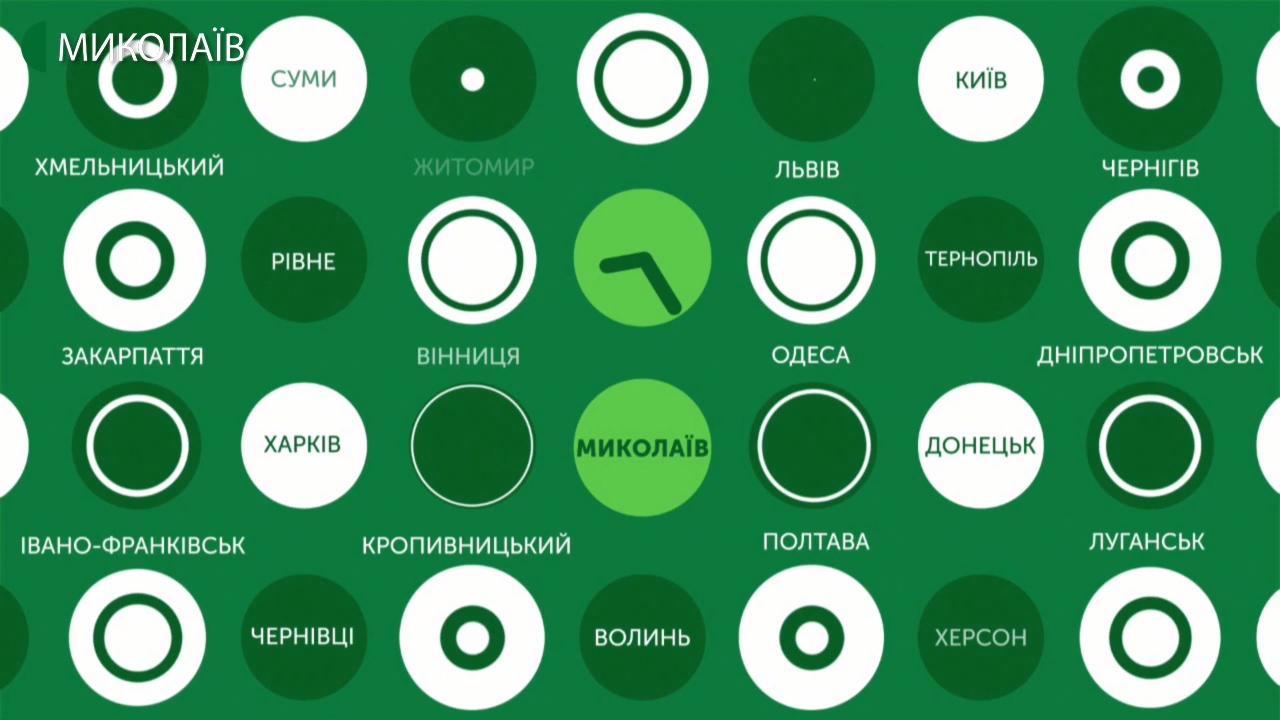 МИКОЛАЇВ
СУМИ
КИЇВ
ХМЕЛЬНИЦЬКИЙ
ЖИТОМИР
ЛЬВІВ
ЧЕРНІГІВ
РІВНЕ
ТЕРНОПІЛЬ
ЗАКАРПАТТЯ
ВІННИЦЯ
ОДЕСА
ДНІПРОПЕТРОВСЬК
ХАРКІВ
МИКОЛАЇВ
ДОНЕЦЬК
ІВАНО-ФРАНКІВСЬК
КРОПИВНИЦЬКИЙ
ПОЛТАВА
ЛУГАНСЬК
ЧЕРНІВЦІ
ВОЛИНЬ
ХЕРСОН